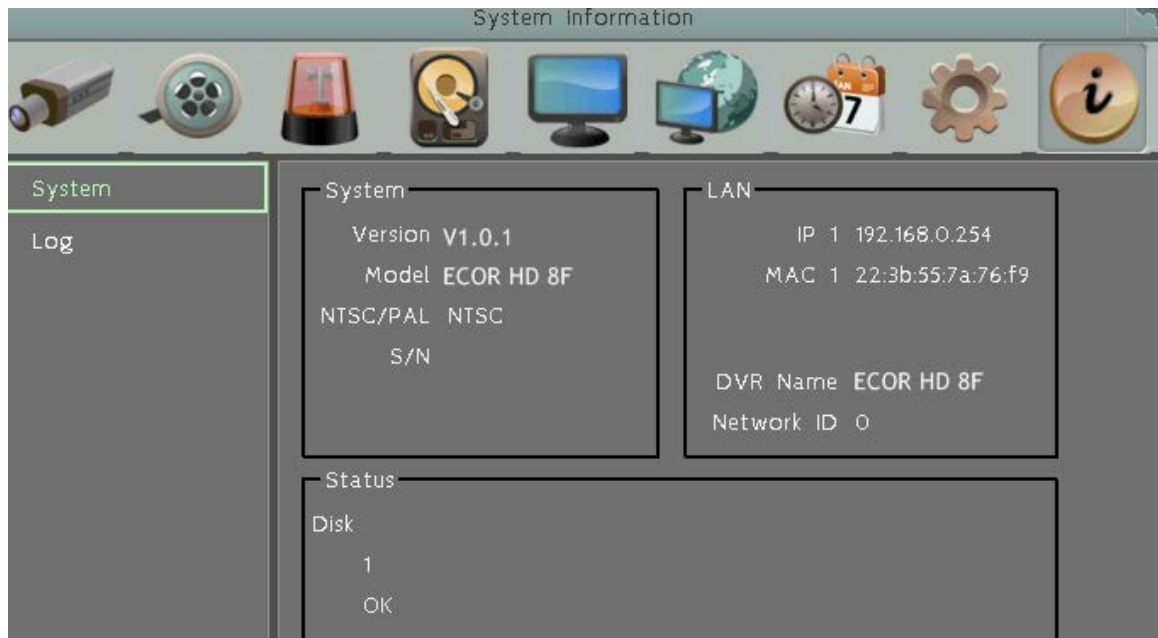 System Information
JAN
7
i
System
Log
System
Version V1.0.1
Model ECOR HD 8F
NTSC/PAL NTSC
S/N
LAN
IP 1 192.168.0.254
MAC 1 22:3b:55:7a:76:f9
DVR Name ECOR HD 8F
Network ID 0
Status
Disk
1
OK